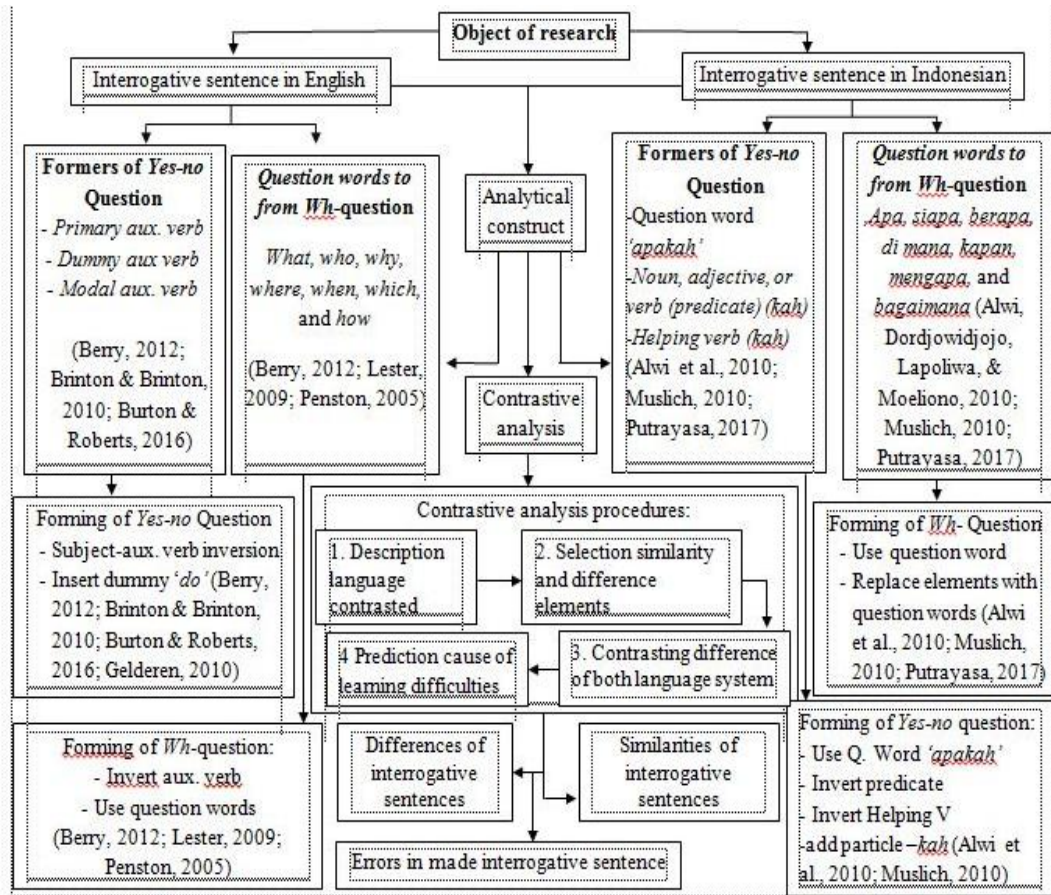 Object of research
Interrogative sentence in English
Interrogative sentence in Indonesian
Formers of Yes-no
Question
- Primary aux. verb
- Dummy aux verb
- Modal aux. verb
(Berry, 2012;
Brinton & Brinton,
2010; Burton &
Roberts, 2016)
Question words to
from Wh-question
What, who, why,
where, when, which,
and how
(Berry, 2012; Lester,
2009; Penston, 2005)
Analytical
construct
Contrastive
analysis
Formers of Yes-no
Question
-Question word
‘apakah’
-Noun, adjective, or
verb (predicate) (kah)
-Helping verb (kah)
(Alwi et al., 2010;
Muslich, 2010;
Putrayasa, 2017)
Question words to
from Wh-question
Apa, siapa, berapa,
di mana, kapan,
mengapa, and
bagaimana (Alwi,
Dordjowidjojo,
Lapoliwa, &
Moeliono, 2010;
Muslich, 2010;
Putrayasa, 2017)
Forming of Yes-no Question
- Subject-aux. verb inversion
- Insert dummy ‘do’ (Berry,
2012; Brinton & Brinton,
2010; Burton & Roberts,
2016; Gelderen, 2010)
Contrastive analysis procedures:
1. Description
language
contrasted
2. Selection similarity
and difference
elements
4 Prediction cause of
learning difficulties
3. Contrasting difference
of both language system
Forming of Wh- Question
- Use question word
- Replace elements with
question words (Alwi
et al., 2010; Muslich,
2010; Putrayasa, 2017)
Forming of Wh-question:
- Invert aux. verb
- Use question words
(Berry, 2012; Lester, 2009;
Penston, 2005)
Differences of
interrogative
sentences
Similarities of
interrogative
sentences
Errors in made interrogative sentence
Forming of Yes-no question:
- Use Q. Word ‘apakah’
- Invert predicate
- Invert Helping V
-add particle –kah (Alwi et
al., 2010; Muslich, 2010)